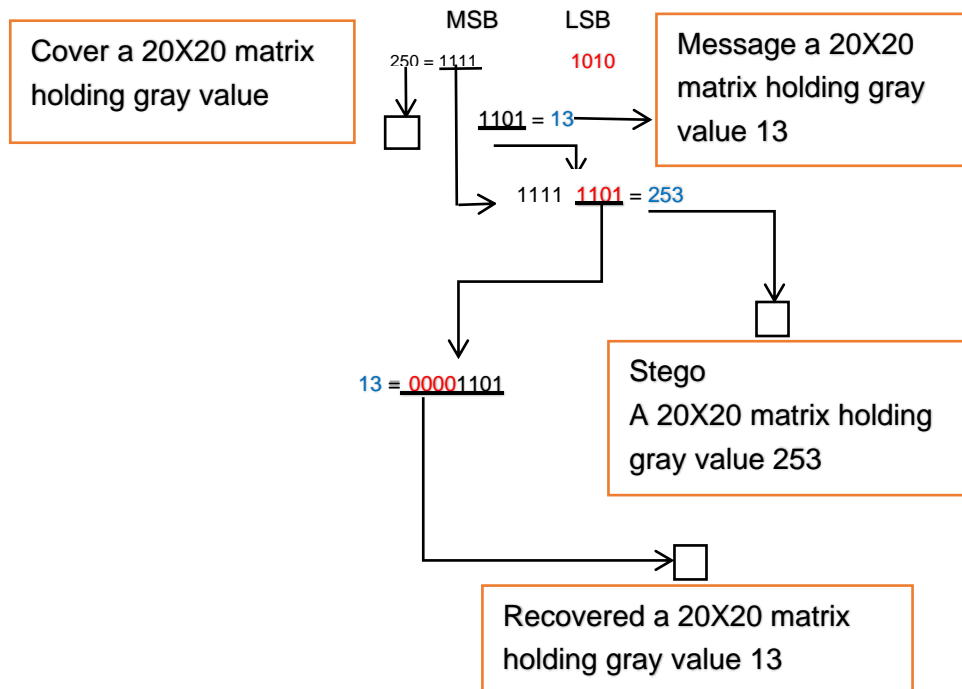 MSB LSB
Cover a 20X20 matrix
holding gray value
250 = 1111 1010
Message a 20X20
matrix holding gray
value 13
1101 = 13
1111 1101 = 253
13 = 00001101
Stego
A 20X20 matrix holding
gray value 253
Recovered a 20X20 matrix
holding gray value 13